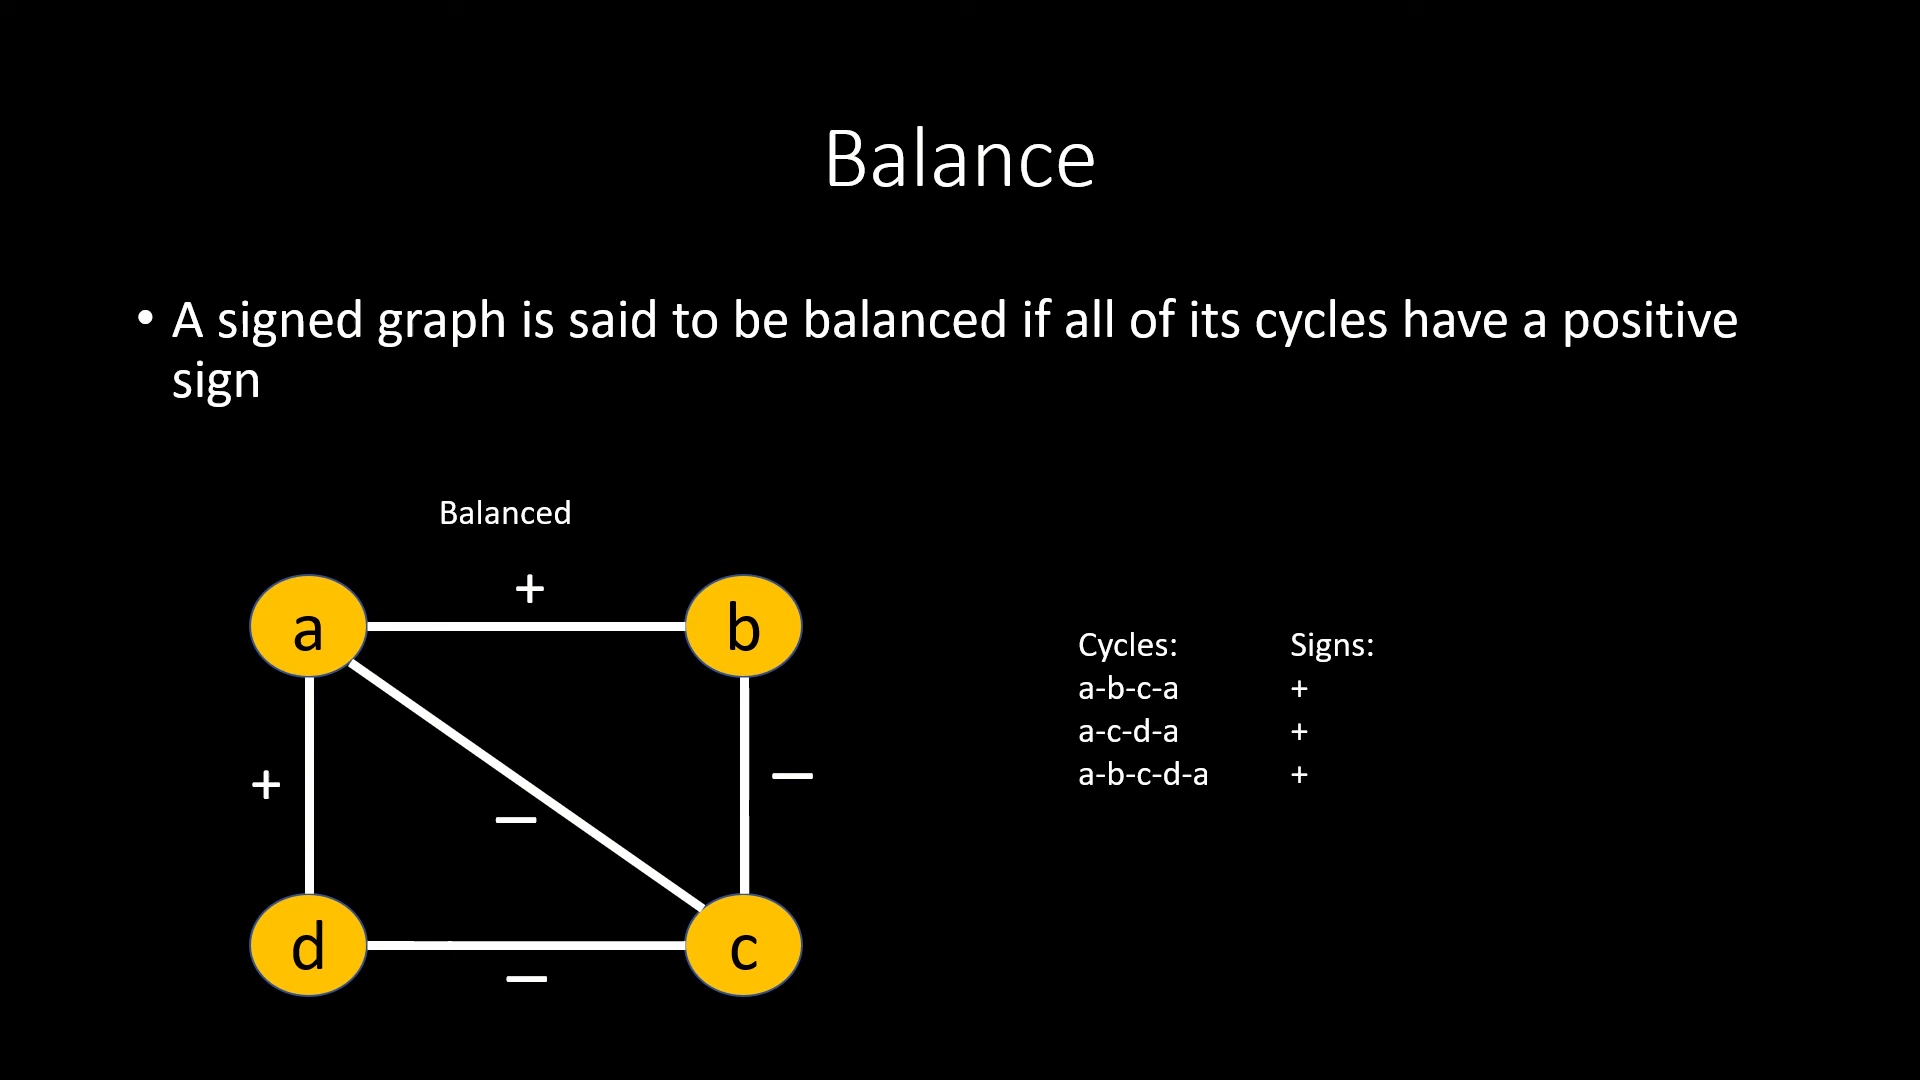 Balance
• A signed graph is said to be balanced if all of its cycles have a positive
sign
Balanced
+
a b
Cycles: Signs:
a-b-c-a +
a-c-d-a +
a-b-c-d-a +
+ – –
d c
–